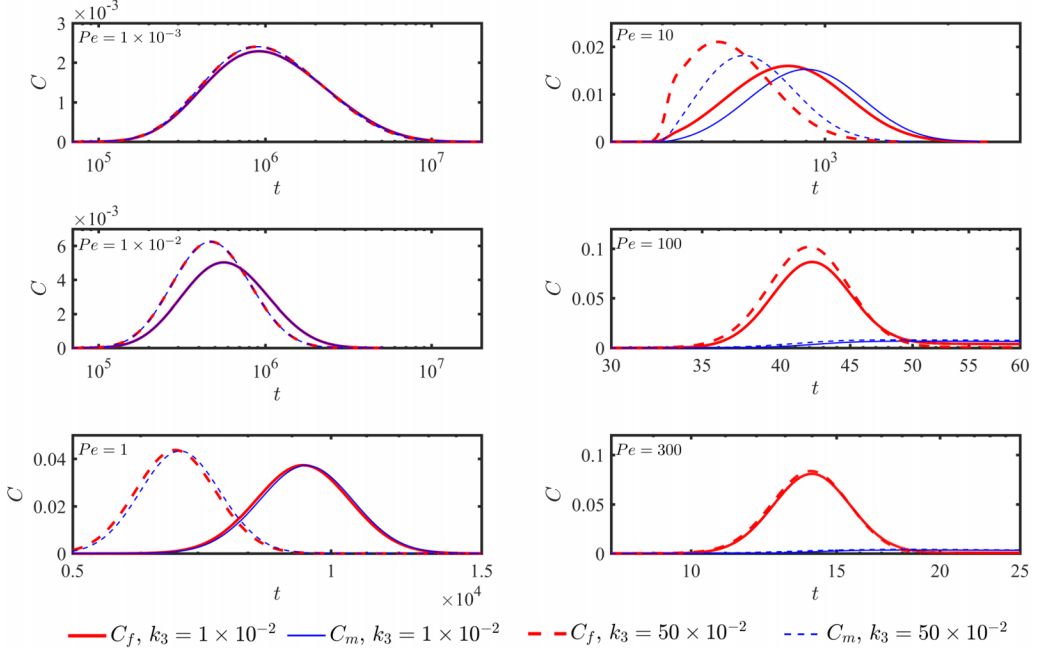 ×10⁻³
Pe = 1 × 10⁻³
C
3
2
1
0
10⁵ 10⁶ 10⁷
t
Pe = 10
C
0.02
0.01
0
10³
t
×10⁻³
Pe = 1 × 10⁻²
C
6
4
2
0
10⁵ 10⁶ 10⁷
t
Pe = 100
C
0.1
0.05
0
30 35 40 45 50 55 60
t
Pe = 1
C
0.04
0.02
0
0.5 1 1.5
t
×10⁴
Pe = 300
C
0.1
0.05
0
10 15 20 25
t
C_f, k₃ = 1 × 10⁻² C_m, k₃ = 1 × 10⁻² C_f, k₃ = 50 × 10⁻² C_m, k₃ = 50 × 10⁻²